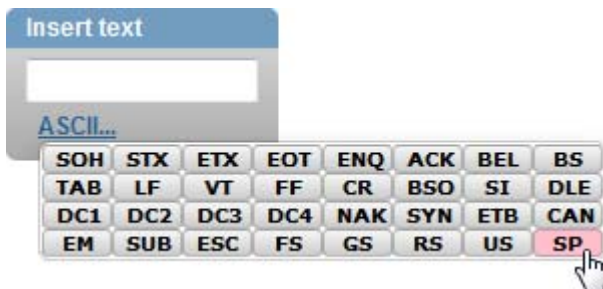 Insert text
ASCII...
SOH STX ETX EOT ENQ ACK BEL BS
TAB LF VT FF CR BSO SI DLE
DC1 DC2 DC3 DC4 NAK SYN ETB CAN
EM SUB ESC FS GS RS US SP